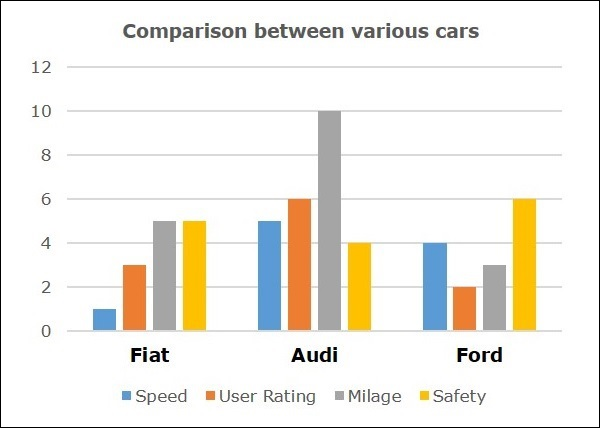 Comparison between various cars
12
10
8
6
4
2
0
Fiat Audi Ford
Speed User Rating Milage Safety